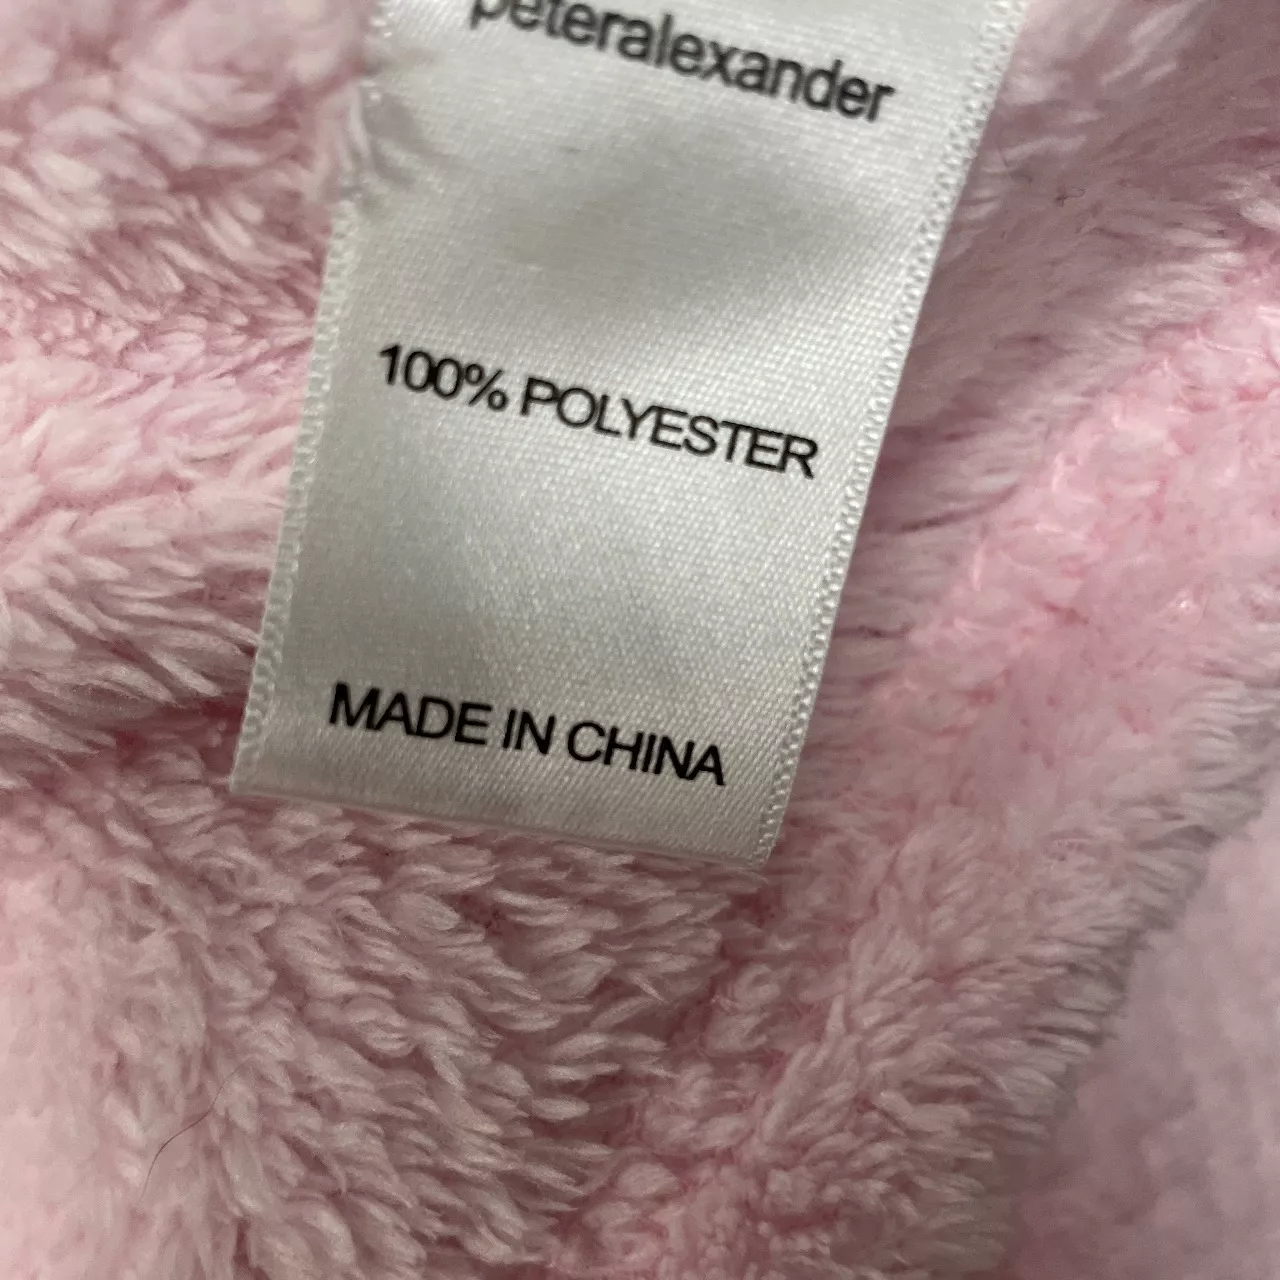 peteralexander
100% POLYESTER
MADE IN CHINA